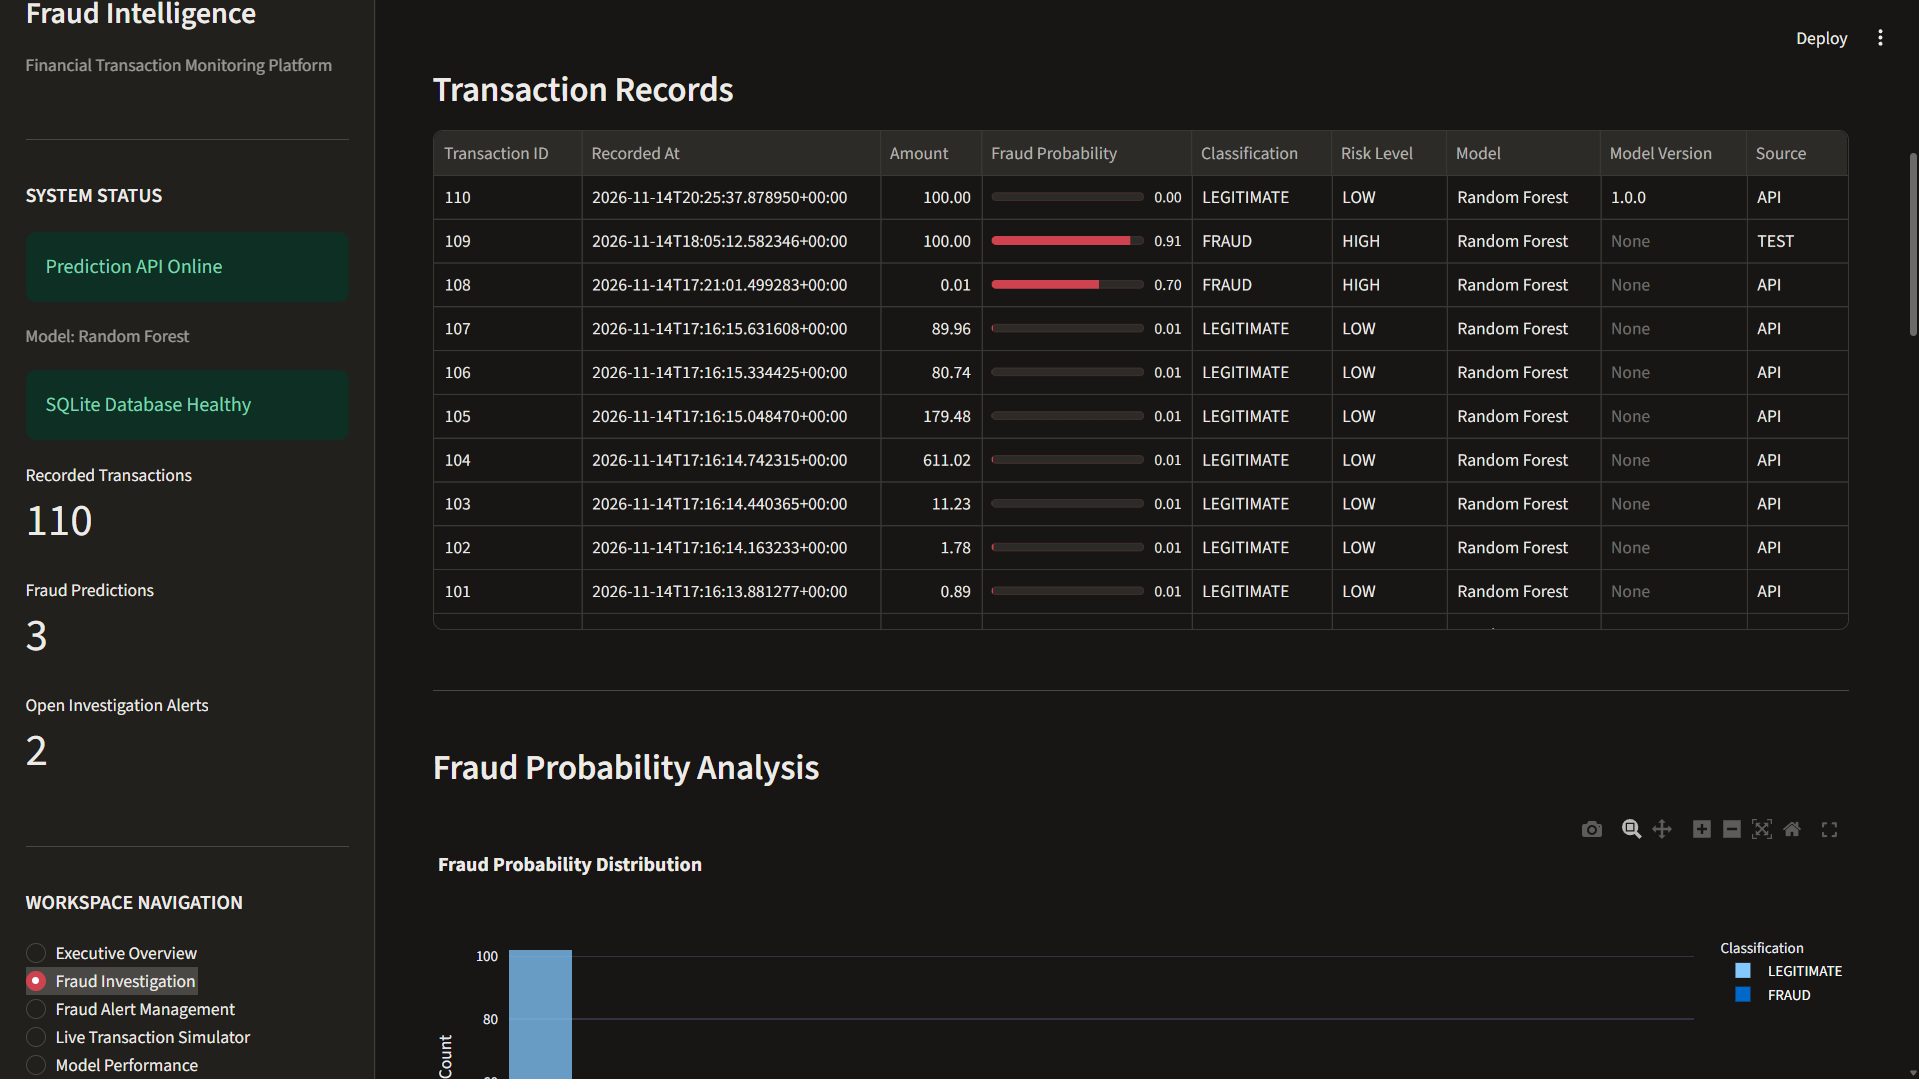 Fraud Intelligence
Financial Transaction Monitoring Platform
SYSTEM STATUS
Prediction API Online
Model: Random Forest
SQLite Database Healthy
Recorded Transactions
110
Fraud Predictions
3
Open Investigation Alerts
2
WORKSPACE NAVIGATION
Executive Overview
Fraud Investigation
Fraud Alert Management
Live Transaction Simulator
Model Performance
Deploy
Transaction Records
Transaction ID Recorded At Amount Fraud Probability Classification Risk Level Model Model Version Source
110 2026-11-14T20:25:37.878950+00:00 100.00 0.00 LEGITIMATE LOW Random Forest 1.0.0 API
109 2026-11-14T18:05:12.582346+00:00 100.00 0.91 FRAUD HIGH Random Forest None TEST
108 2026-11-14T17:21:01.499283+00:00 0.01 0.70 FRAUD HIGH Random Forest None API
107 2026-11-14T17:16:15.631608+00:00 89.96 0.01 LEGITIMATE LOW Random Forest None API
106 2026-11-14T17:16:15.334425+00:00 80.74 0.01 LEGITIMATE LOW Random Forest None API
105 2026-11-14T17:16:15.048470+00:00 179.48 0.01 LEGITIMATE LOW Random Forest None API
104 2026-11-14T17:16:14.742315+00:00 611.02 0.01 LEGITIMATE LOW Random Forest None API
103 2026-11-14T17:16:14.440365+00:00 11.23 0.01 LEGITIMATE LOW Random Forest None API
102 2026-11-14T17:16:14.163233+00:00 1.78 0.01 LEGITIMATE LOW Random Forest None API
101 2026-11-14T17:16:13.881277+00:00 0.89 0.01 LEGITIMATE LOW Random Forest None API
Fraud Probability Analysis
Fraud Probability Distribution
100
80
Count
Classification
LEGITIMATE
FRAUD